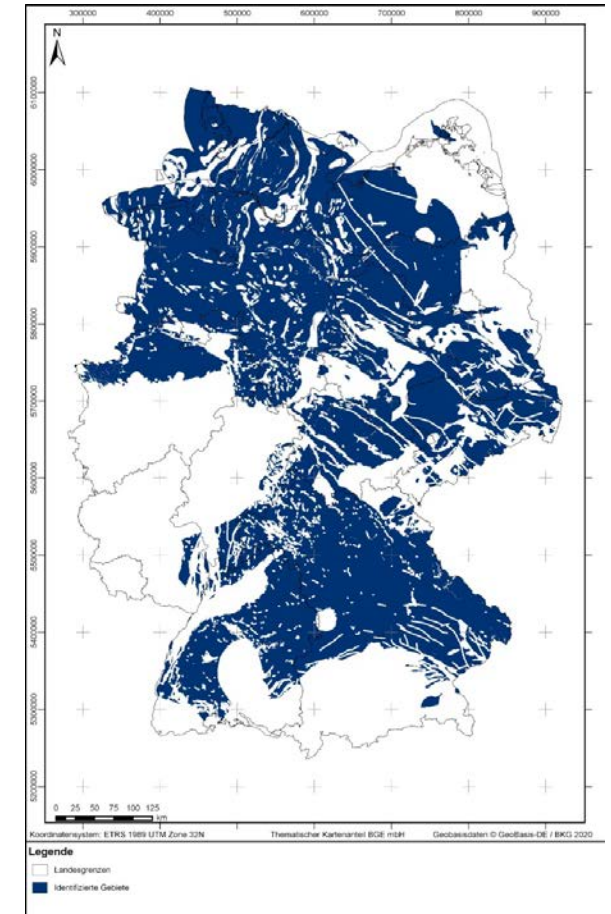 300000 400000 500000 600000 700000 800000 900000
N
6100000
6000000
5900000
5800000
5700000
5600000
5500000
5400000
5300000
5200000
0 25 50 75 100 125
km
Koordinatensystem: ETRS 1989 UTM Zone 32N Thematischer Kartenanteil BGE mbH Geobasisdaten © GeoBasis-DE / BKG 2020
Legende
Landesgrenzen
Identifizierte Gebiete